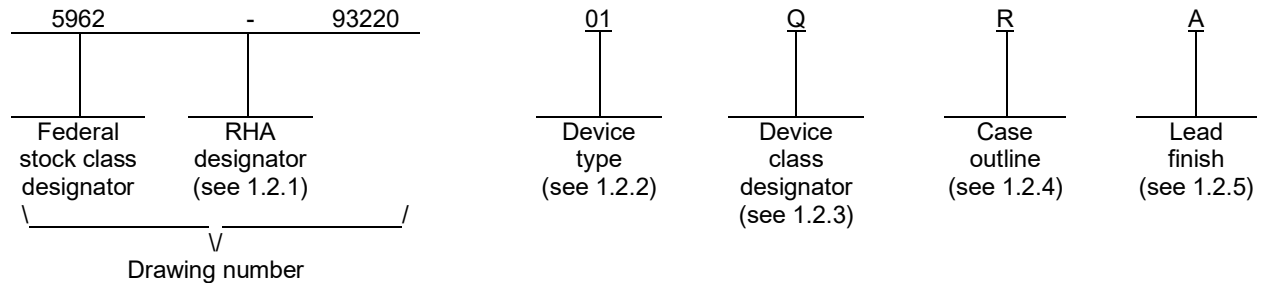 5962 - 93220 01 Q R A
Federal stock class designator
RHA designator (see 1.2.1)
Device type (see 1.2.2)
Device class designator (see 1.2.3)
Case outline (see 1.2.4)
Lead finish (see 1.2.5)
\ /
\/
Drawing number